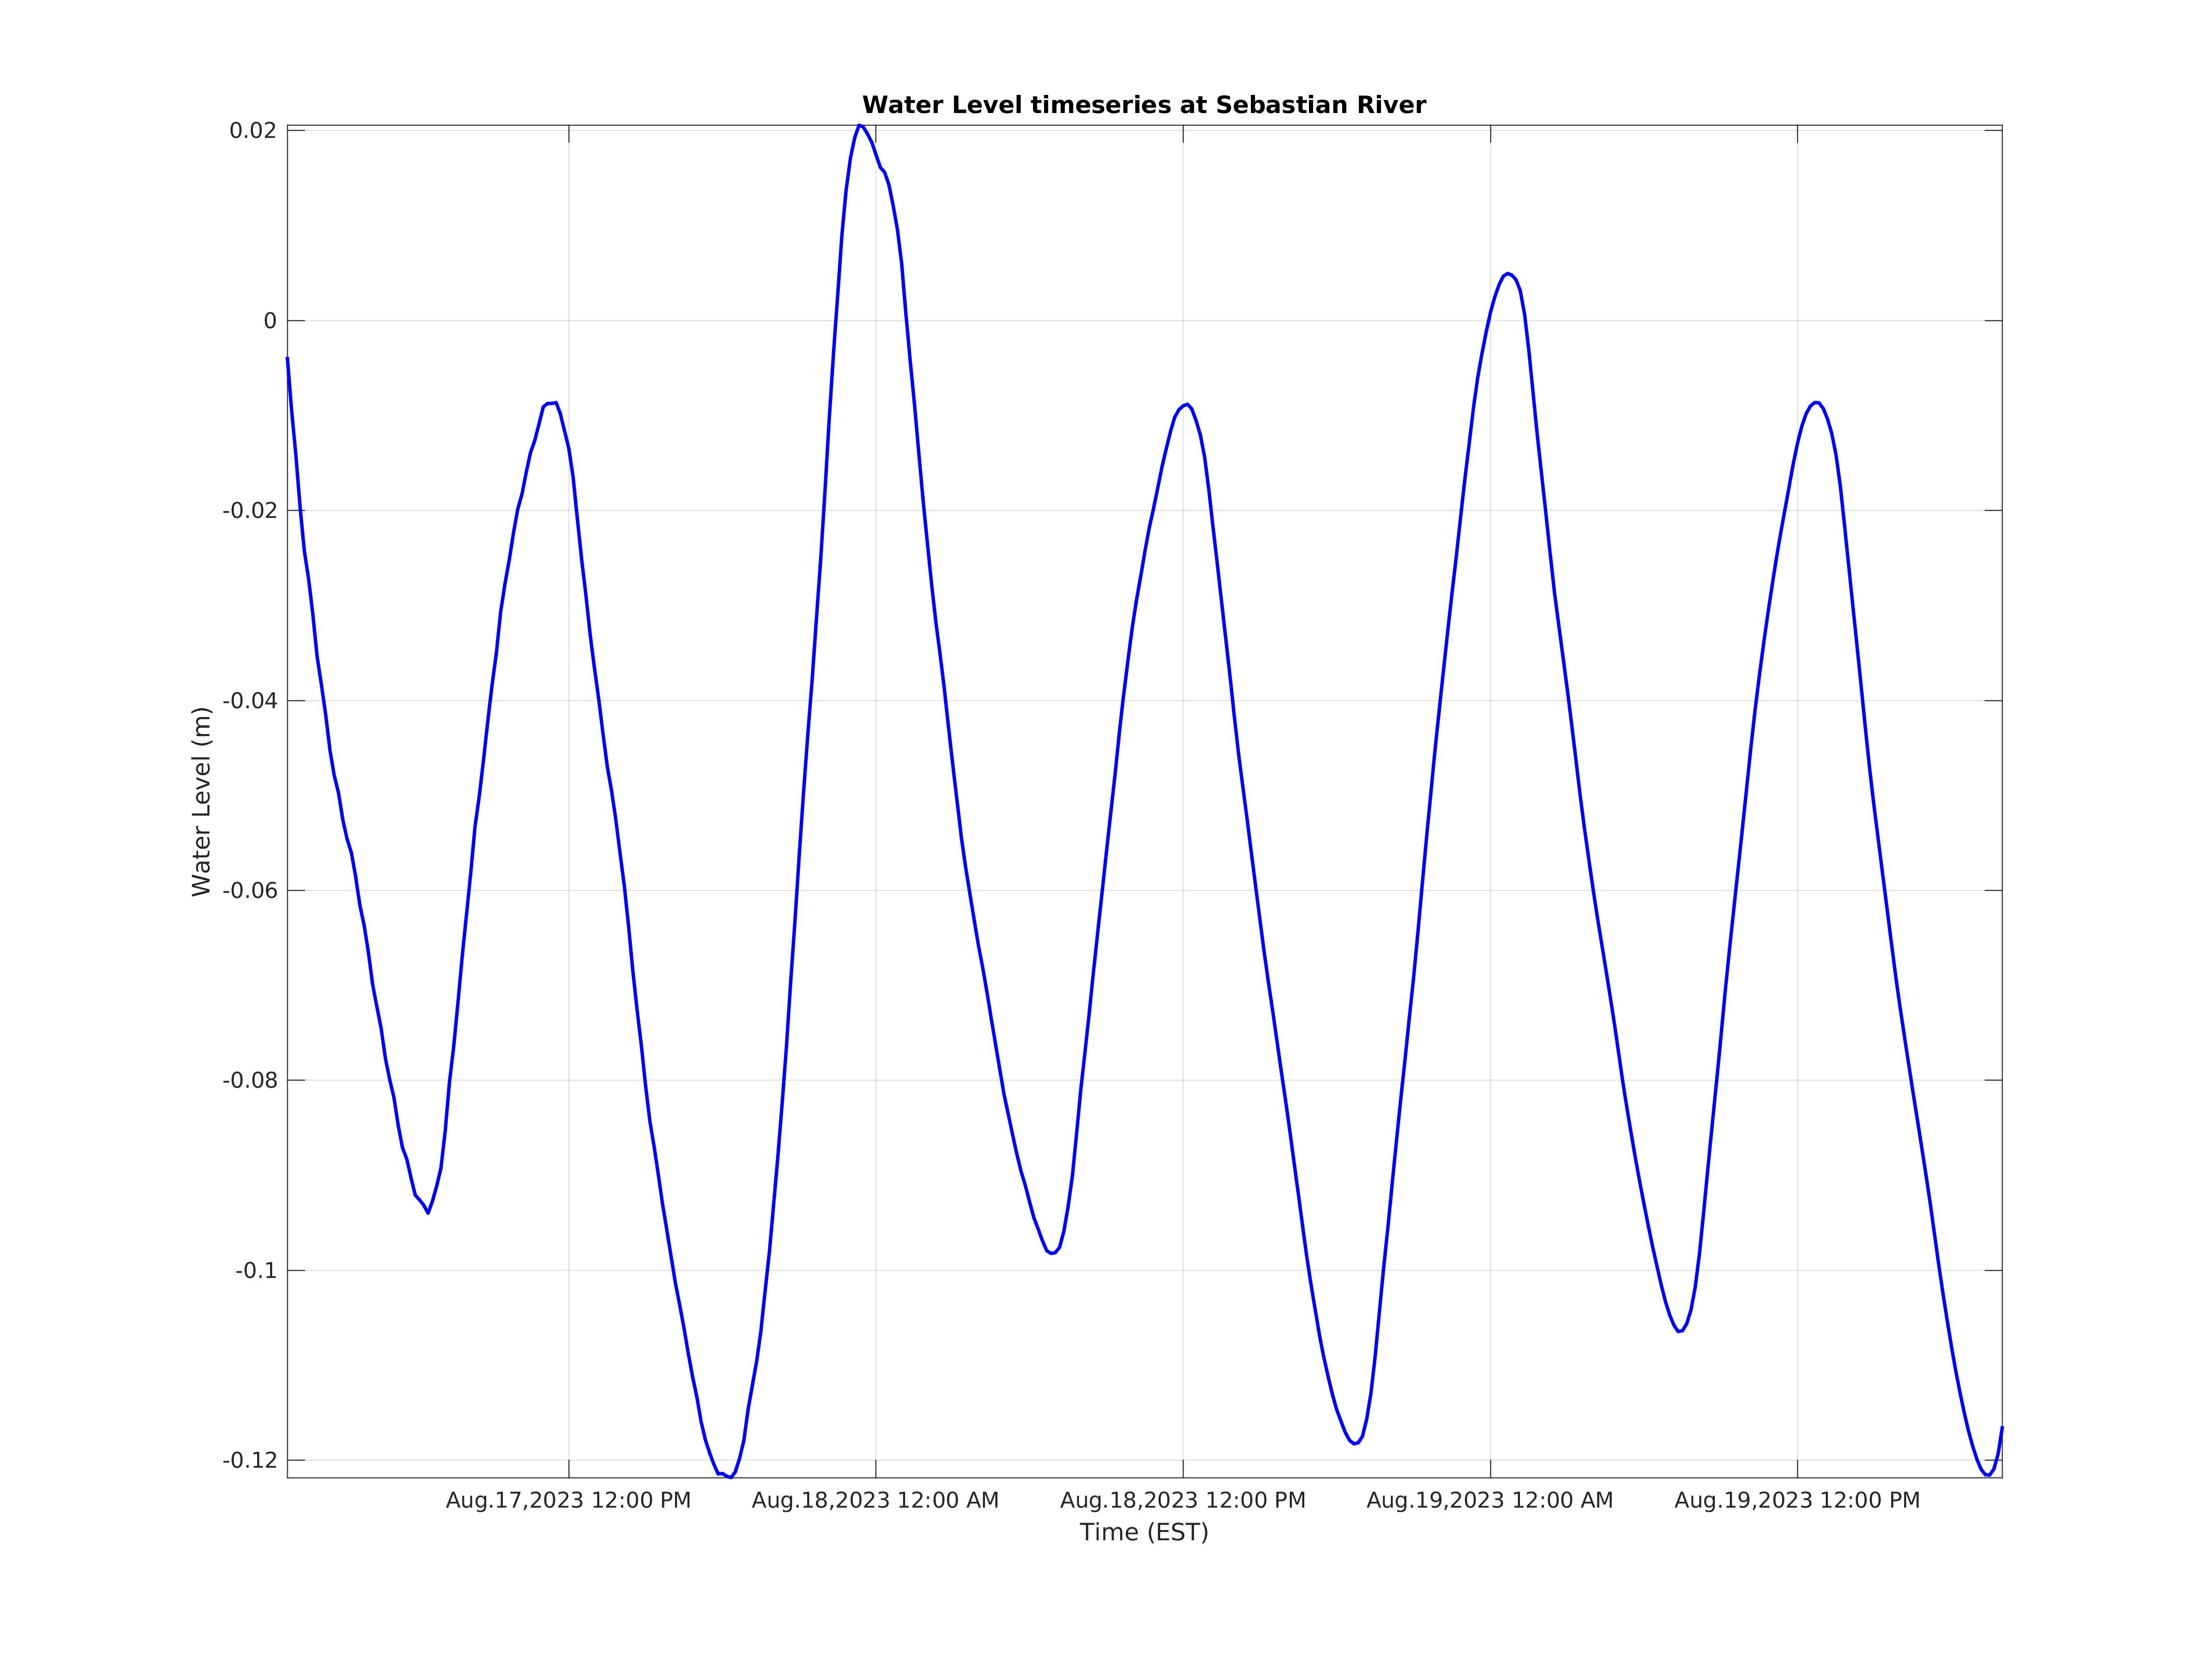 Water Level timeseries at Sebastian River
0.02
0
-0.02
-0.04
-0.06
-0.08
-0.1
-0.12
Water Level (m)
Aug.17,2023 12:00 PM
Aug.18,2023 12:00 AM
Aug.18,2023 12:00 PM
Aug.19,2023 12:00 AM
Aug.19,2023 12:00 PM
Time (EST)